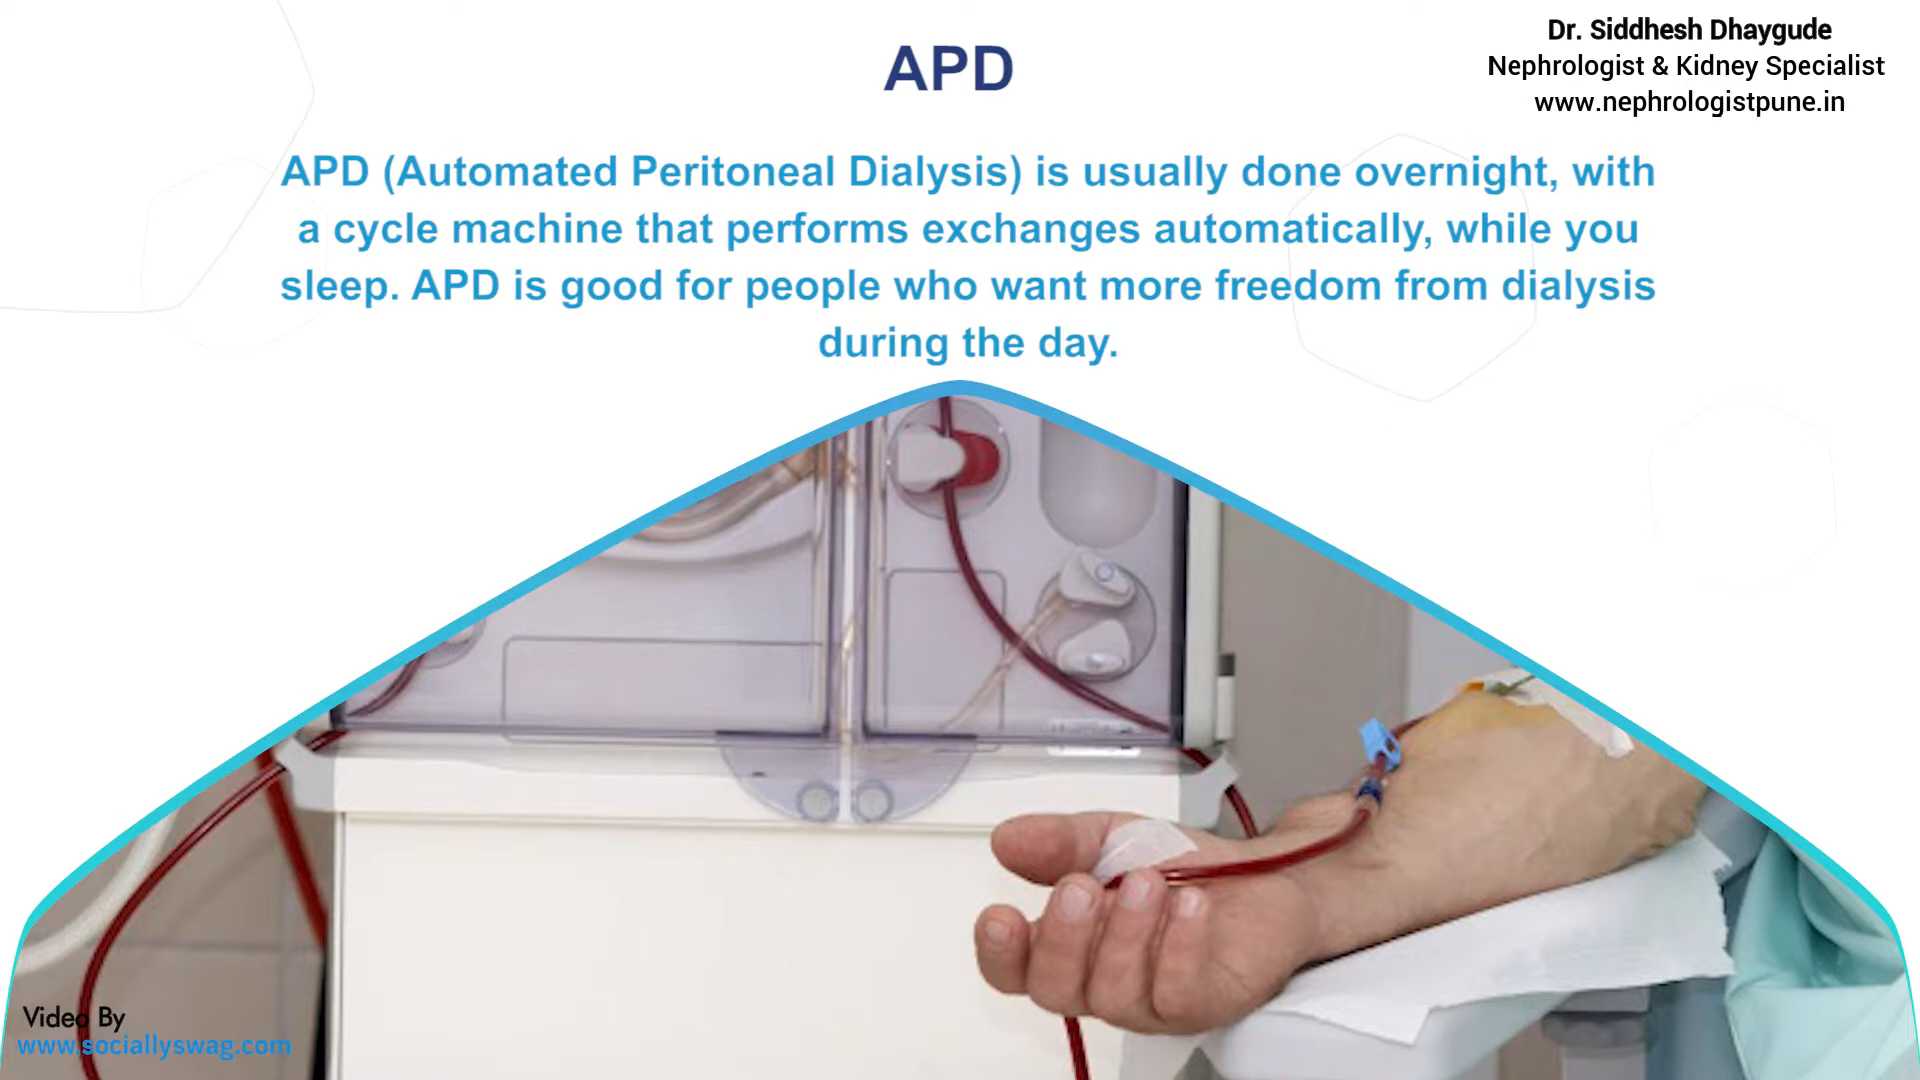 APD
Dr. Siddhesh Dhaygude
Nephrologist & Kidney Specialist
www.nephrologistpune.in
APD (Automated Peritoneal Dialysis) is usually done overnight, with
a cycle machine that performs exchanges automatically, while you
sleep. APD is good for people who want more freedom from dialysis
during the day.
Video By
www.sociallyswag.com